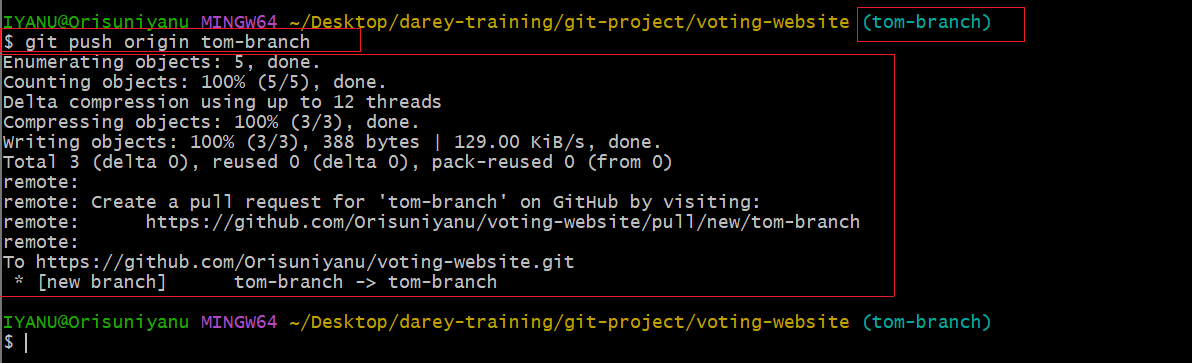 IYANU@Orisuniyanu MINGW64 ~/Desktop/darey-training/git-project/voting-website (tom-branch)
$ git push origin tom-branch
Enumerating objects: 5, done.
Counting objects: 100% (5/5), done.
Delta compression using up to 12 threads
Compressing objects: 100% (3/3), done.
Writing objects: 100% (3/3), 388 bytes | 129.00 KiB/s, done.
Total 3 (delta 0), reused 0 (delta 0), pack-reused 0 (from 0)
remote:
remote: Create a pull request for 'tom-branch' on GitHub by visiting:
remote:      https://github.com/Orisuniyanu/voting-website/pull/new/tom-branch
remote:
To https://github.com/Orisuniyanu/voting-website.git
 * [new branch]      tom-branch -> tom-branch
IYANU@Orisuniyanu MINGW64 ~/Desktop/darey-training/git-project/voting-website (tom-branch)
$